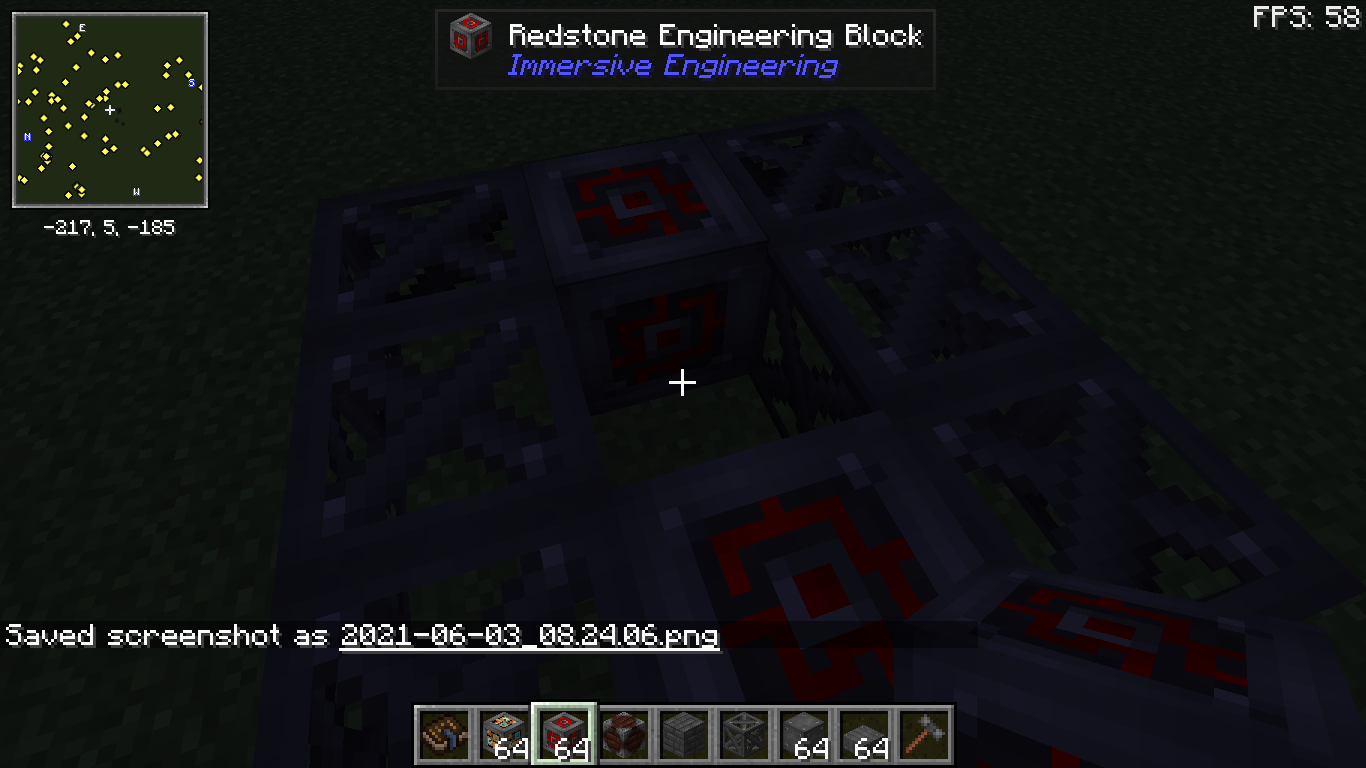 E
S
N
W
-217, 5, -185
Redstone Engineering Block
Immersive Engineering
FPS: 58
Saved screenshot as 2021-06-03_08.24.06.png
64 64 64 64